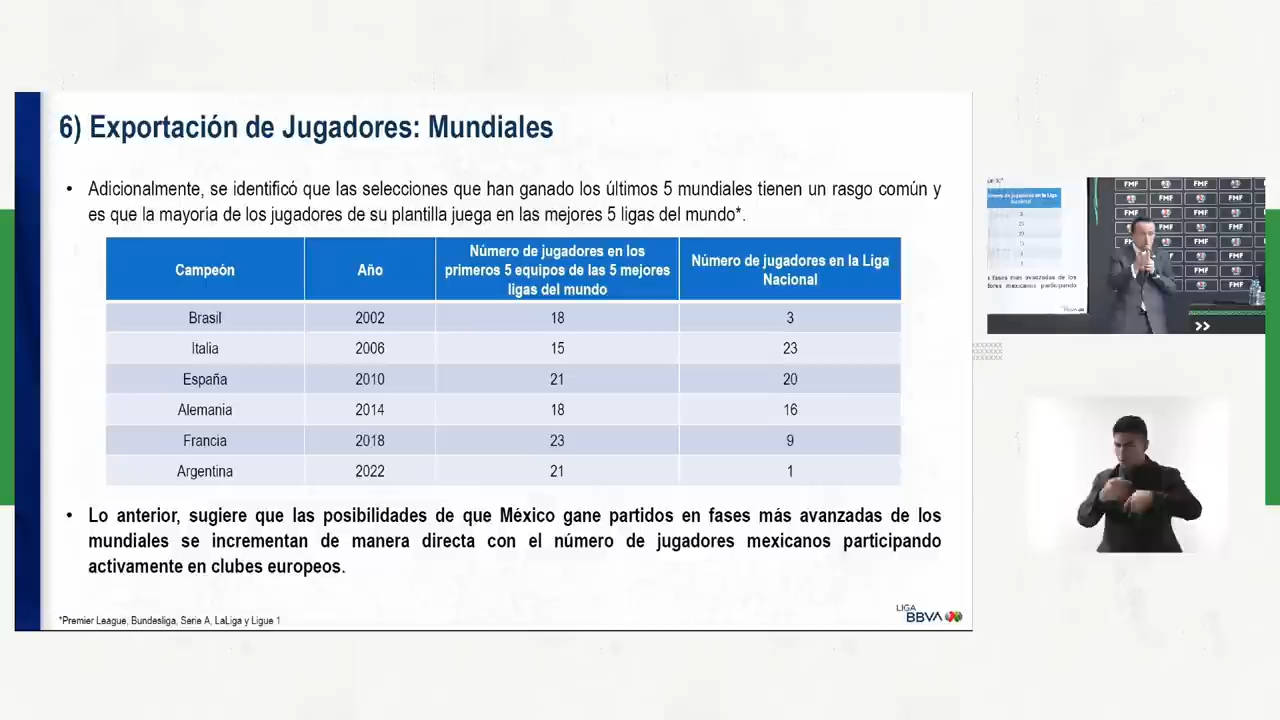 6) Exportación de Jugadores: Mundiales
• Adicionalmente, se identificó que las selecciones que han ganado los últimos 5 mundiales tienen un rasgo común y
es que la mayoría de los jugadores de su plantilla juega en las mejores 5 ligas del mundo*.
Campeón Año Número de jugadores en los primeros 5 equipos de las 5 mejores ligas del mundo Número de jugadores en la Liga Nacional
Brasil 2002 18 3
Italia 2006 15 23
España 2010 21 20
Alemania 2014 18 16
Francia 2018 23 9
Argentina 2022 21 1
• Lo anterior, sugiere que las posibilidades de que México gane partidos en fases más avanzadas de los
mundiales se incrementan de manera directa con el número de jugadores mexicanos participando
activamente en clubes europeos.
*Premier League, Bundesliga, Serie A, LaLiga y Ligue 1
LIGA
BBVA
FMF FMF FMF
FMF FMF
FMF